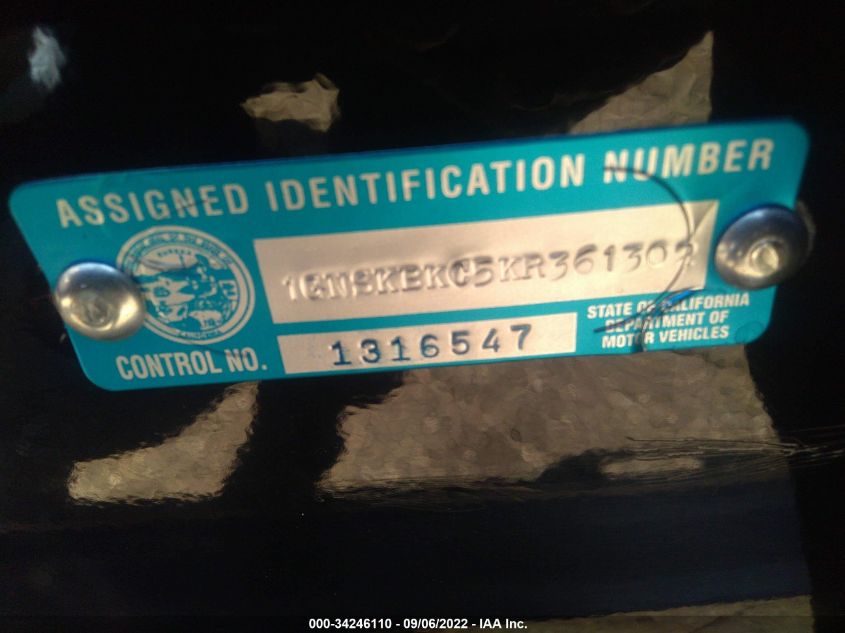 ASSIGNED IDENTIFICATION NUMBER
1GNSKBKC5KR361302
CONTROL NO. 1316547
STATE OF CALIFORNIA
DEPARTMENT OF
MOTOR VEHICLES
000-34246110 - 09/06/2022 - IAA Inc.